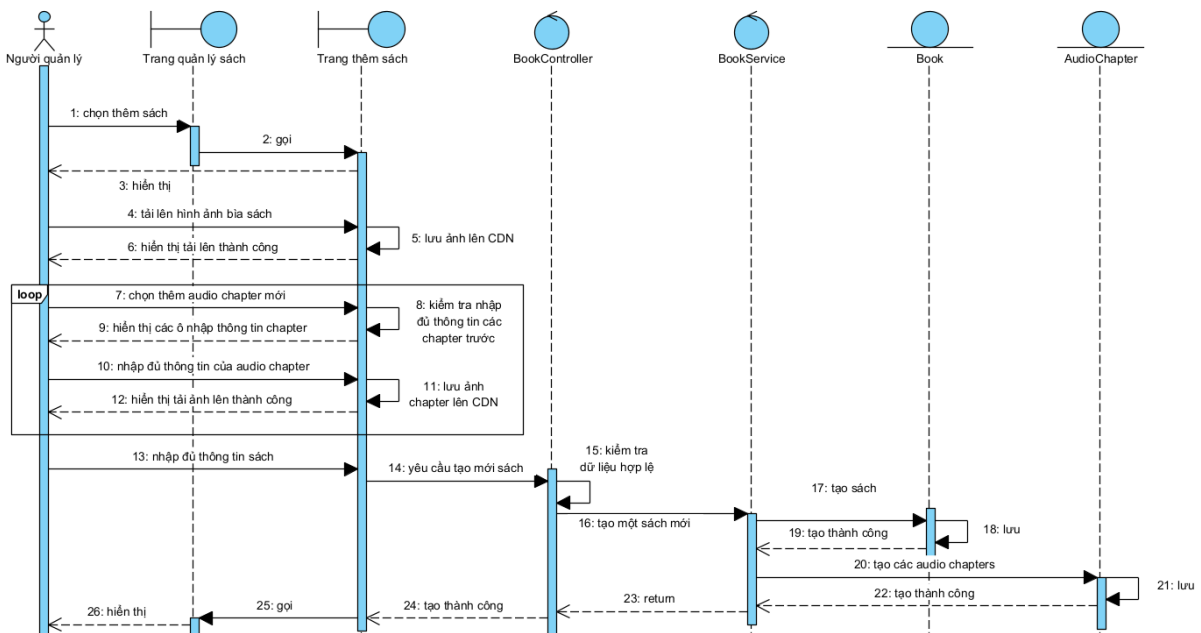 Người quản lý
Trang quản lý sách
Trang thêm sách
BookController
BookService
Book
AudioChapter
1: chọn thêm sách
2: gọi
3: hiển thị
4: tải lên hình ảnh bìa sách
5: lưu ảnh lên CDN
6: hiển thị tải lên thành công
loop
7: chọn thêm audio chapter mới
8: kiểm tra nhập
đủ thông tin các
chapter trước
9: hiển thị các ô nhập thông tin chapter
10: nhập đủ thông tin của audio chapter
11: lưu ảnh
chapter lên CDN
12: hiển thị tải ảnh lên thành công
13: nhập đủ thông tin sách
14: yêu cầu tạo mới sách
15: kiểm tra
dữ liệu hợp lệ
16: tạo một sách mới
17: tạo sách
18: lưu
19: tạo thành công
20: tạo các audio chapters
21: lưu
22: tạo thành công
23: return
24: tạo thành công
25: gọi
26: hiển thị